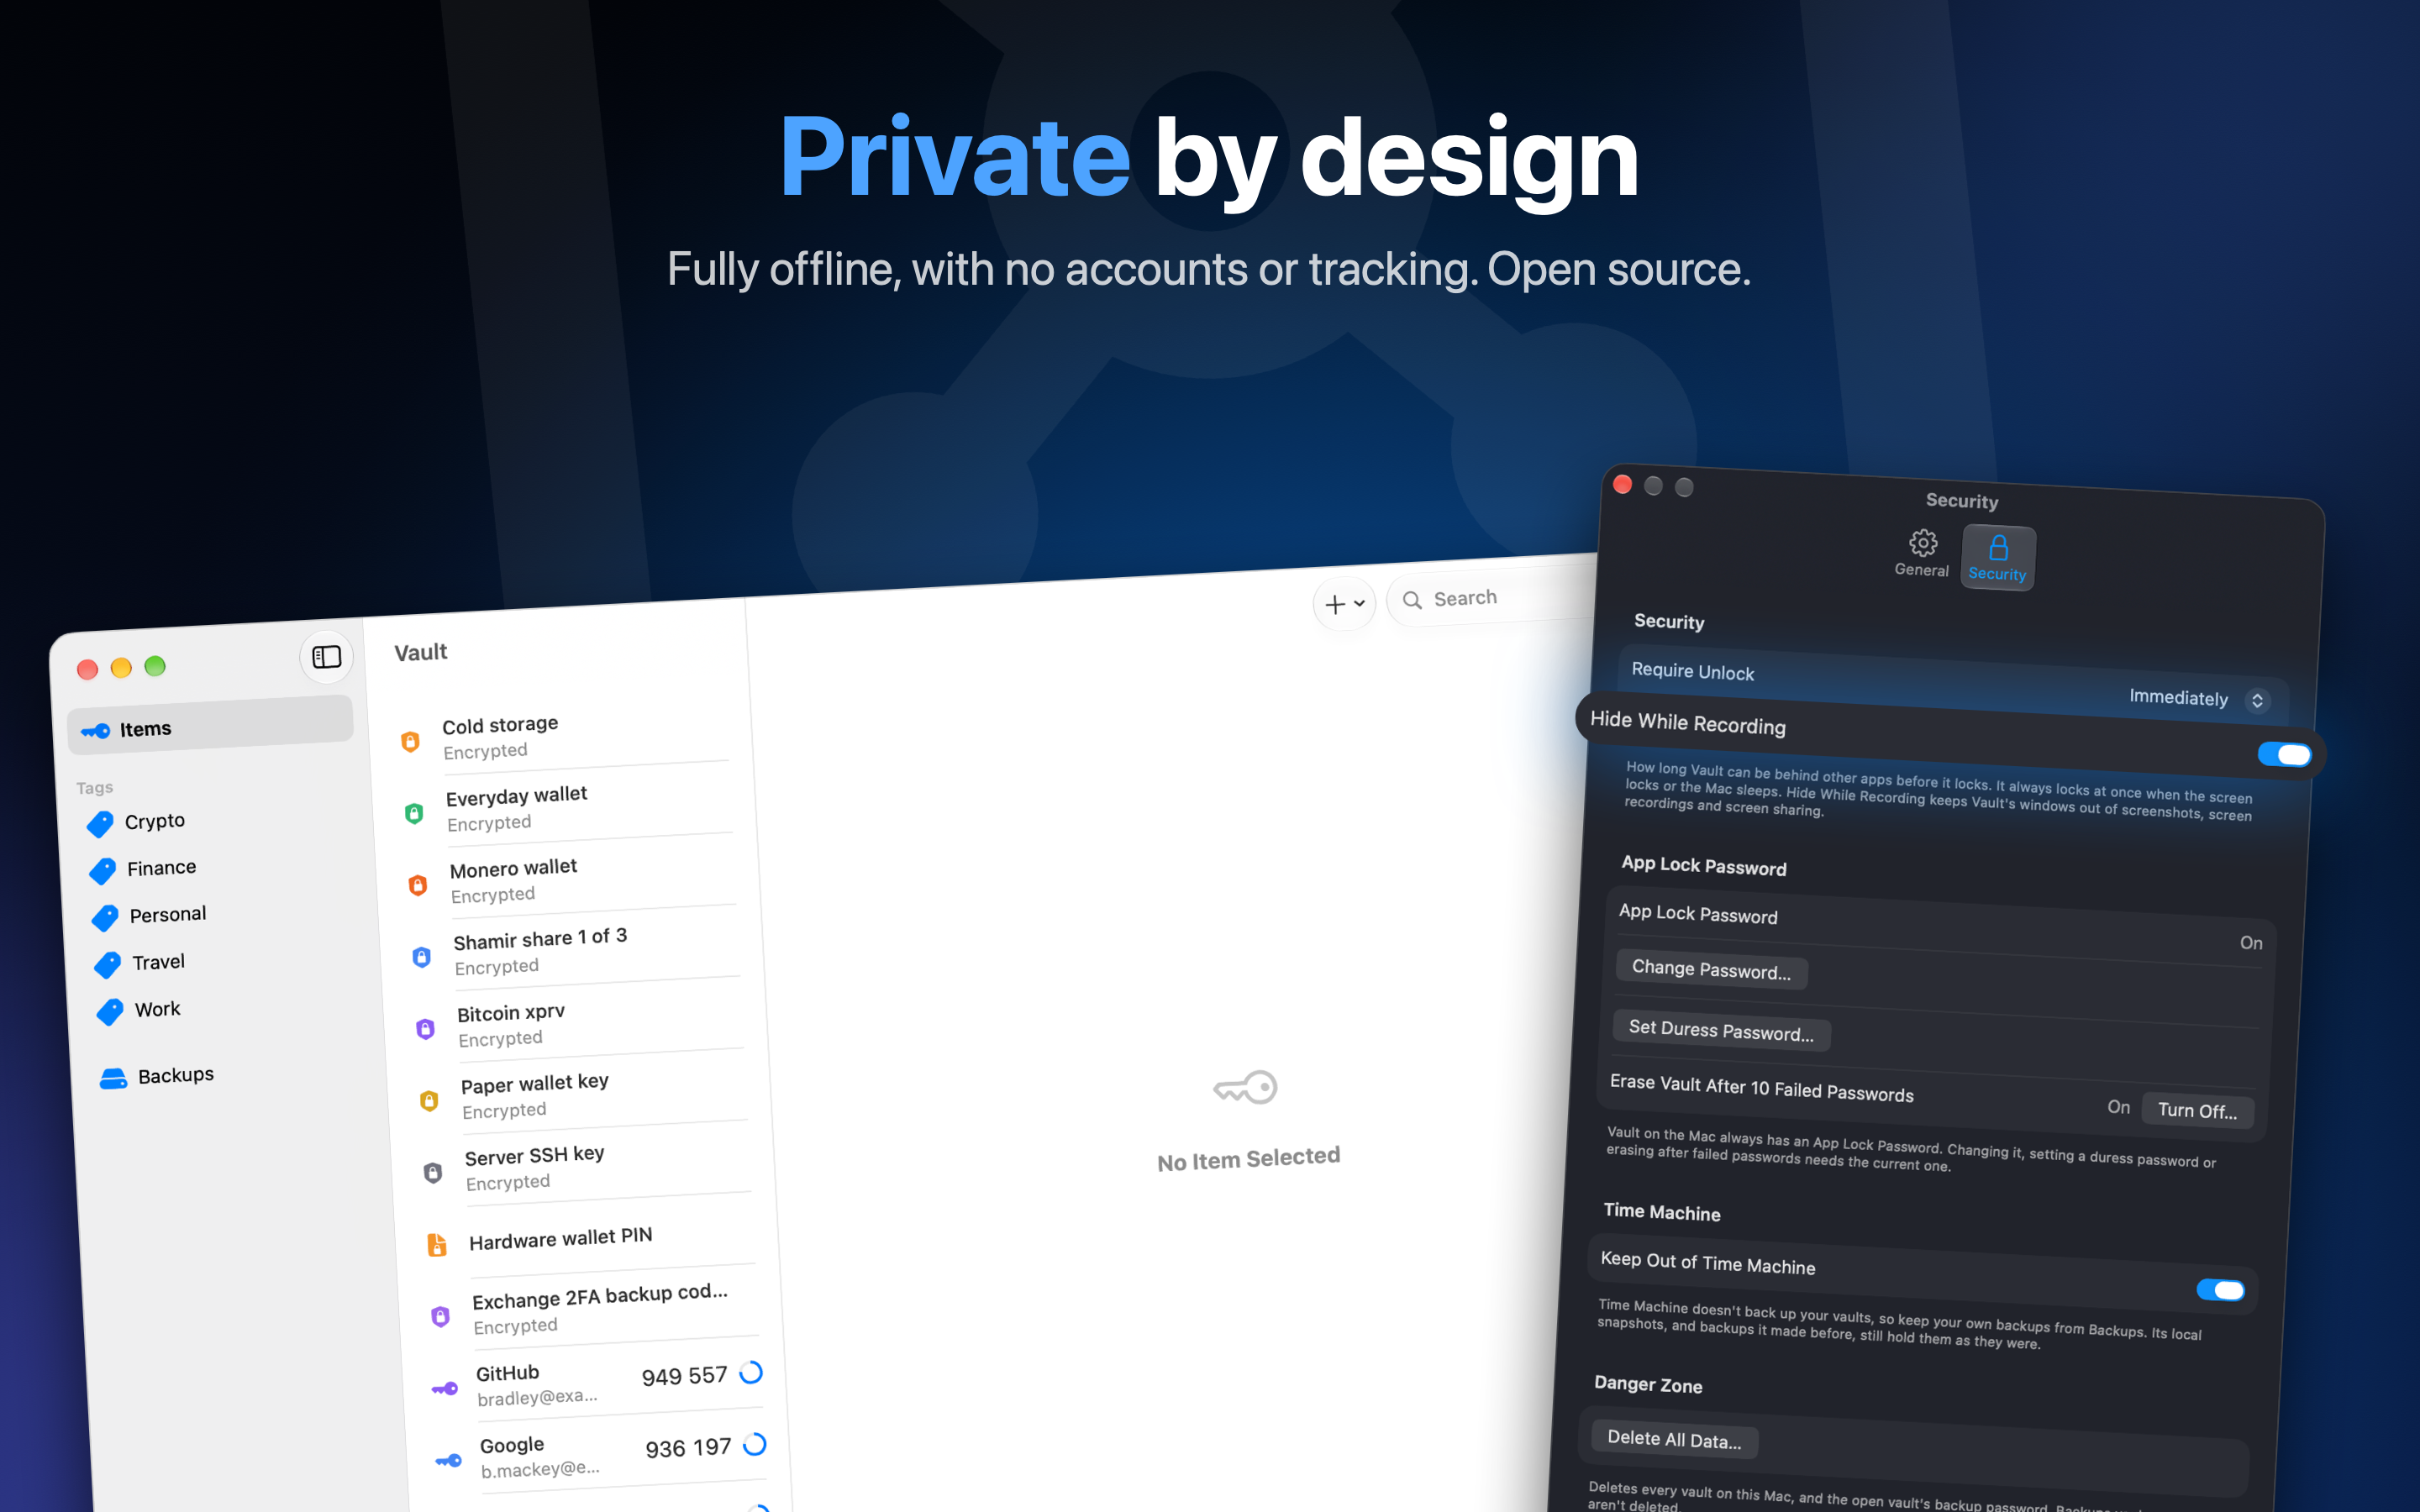 Private by design
Fully offline, with no accounts or tracking. Open source.
Items
Tags
Crypto
Finance
Personal
Travel
Work
Backups
Vault
Cold storage
Encrypted
Everyday wallet
Encrypted
Monero wallet
Encrypted
Shamir share 1 of 3
Encrypted
Bitcoin xprv
Encrypted
Paper wallet key
Encrypted
Server SSH key
Encrypted
Hardware wallet PIN
Exchange 2FA backup cod...
Encrypted
GitHub
bradley@exa...
949 557
Google
b.mackey@e...
936 197
Search
No Item Selected
Security
General
Security
Security
Require Unlock
Immediately
Hide While Recording
How long Vault can be behind other apps before it locks. It always locks at once when the screen
locks or the Mac sleeps. Hide While Recording keeps Vault's windows out of screenshots, screen
recordings and screen sharing.
App Lock Password
App Lock Password
On
Change Password...
Set Duress Password...
Erase Vault After 10 Failed Passwords
On
Turn Off...
Vault on the Mac always has an App Lock Password. Changing it, setting a duress password or
erasing after failed passwords needs the current one.
Time Machine
Keep Out of Time Machine
Time Machine doesn't back up your vaults, so keep your own backups from Backups. Its local
snapshots, and backups it made before, still hold them as they were.
Danger Zone
Delete All Data...
Deletes every vault on this Mac, and the open vault's backup password.
aren't deleted.